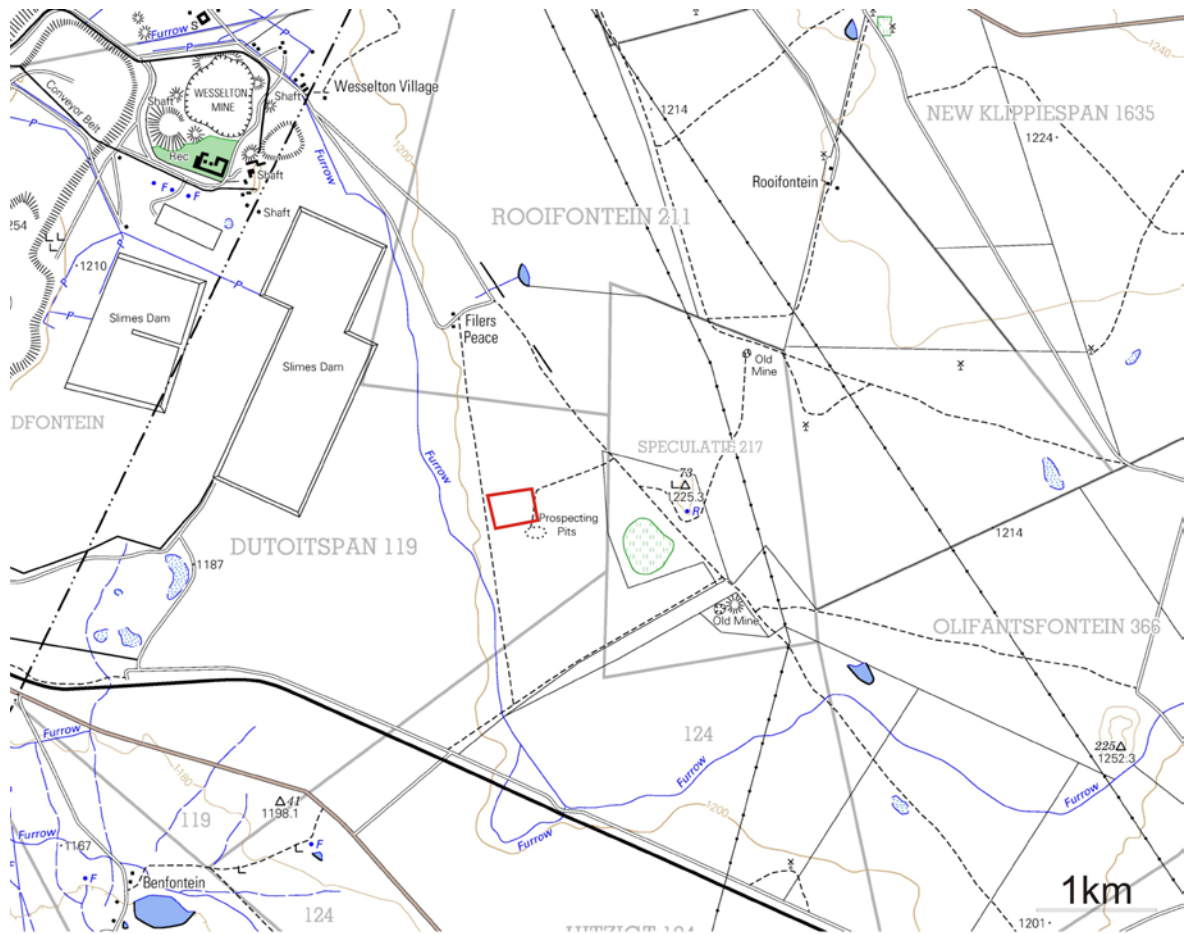 Furrow
S
P
P
WESSELTON
MINE
Wesselton Village
Shaft
Shaft
Conveyor Belt
Rec
Shaft
F
F
Shaft
P
254
P
1210
P
P
Slimes Dam
Slimes Dam
DFONTEIN
Furrow
1200
1214
1240
NEW KLIPPIESPAN 1635
1224
Rooifontein
ROOIFONTEIN 211
Filers
Peace
Old
Mine
SPECULATIE 217
73
1225.3
R
Furrow
Prospecting
Pits
DUTOITSPAN 119
1187
1214
Old Mine
OLIFANTSFONTEIN 366
124
Furrow
225
1252.3
Furrow
1200
Furrow
Furrow
1180
41
1198.1
119
Furrow
1167
F
F
Benfontein
124
1km
1201